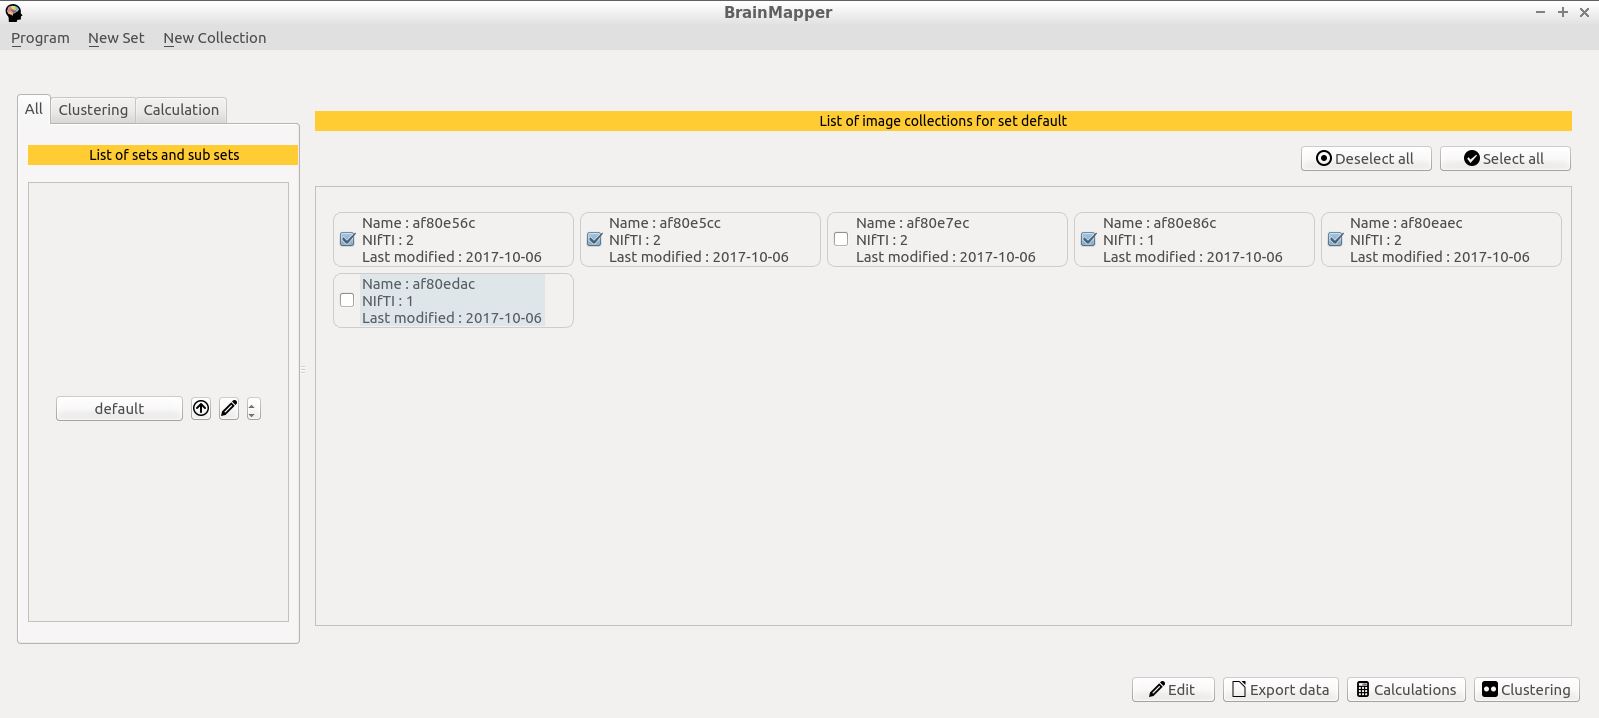 BrainMapper
Program New Set New Collection
All Clustering Calculation
List of sets and sub sets
default
List of image collections for set default
Deselect all Select all
Name : af80e56c
NIfTI : 2
Last modified : 2017-10-06
Name : af80e5cc
NIfTI : 2
Last modified : 2017-10-06
Name : af80e7ec
NIfTI : 2
Last modified : 2017-10-06
Name : af80e86c
NIfTI : 1
Last modified : 2017-10-06
Name : af80eaec
NIfTI : 2
Last modified : 2017-10-06
Name : af80edac
NIfTI : 1
Last modified : 2017-10-06
Edit Export data Calculations Clustering